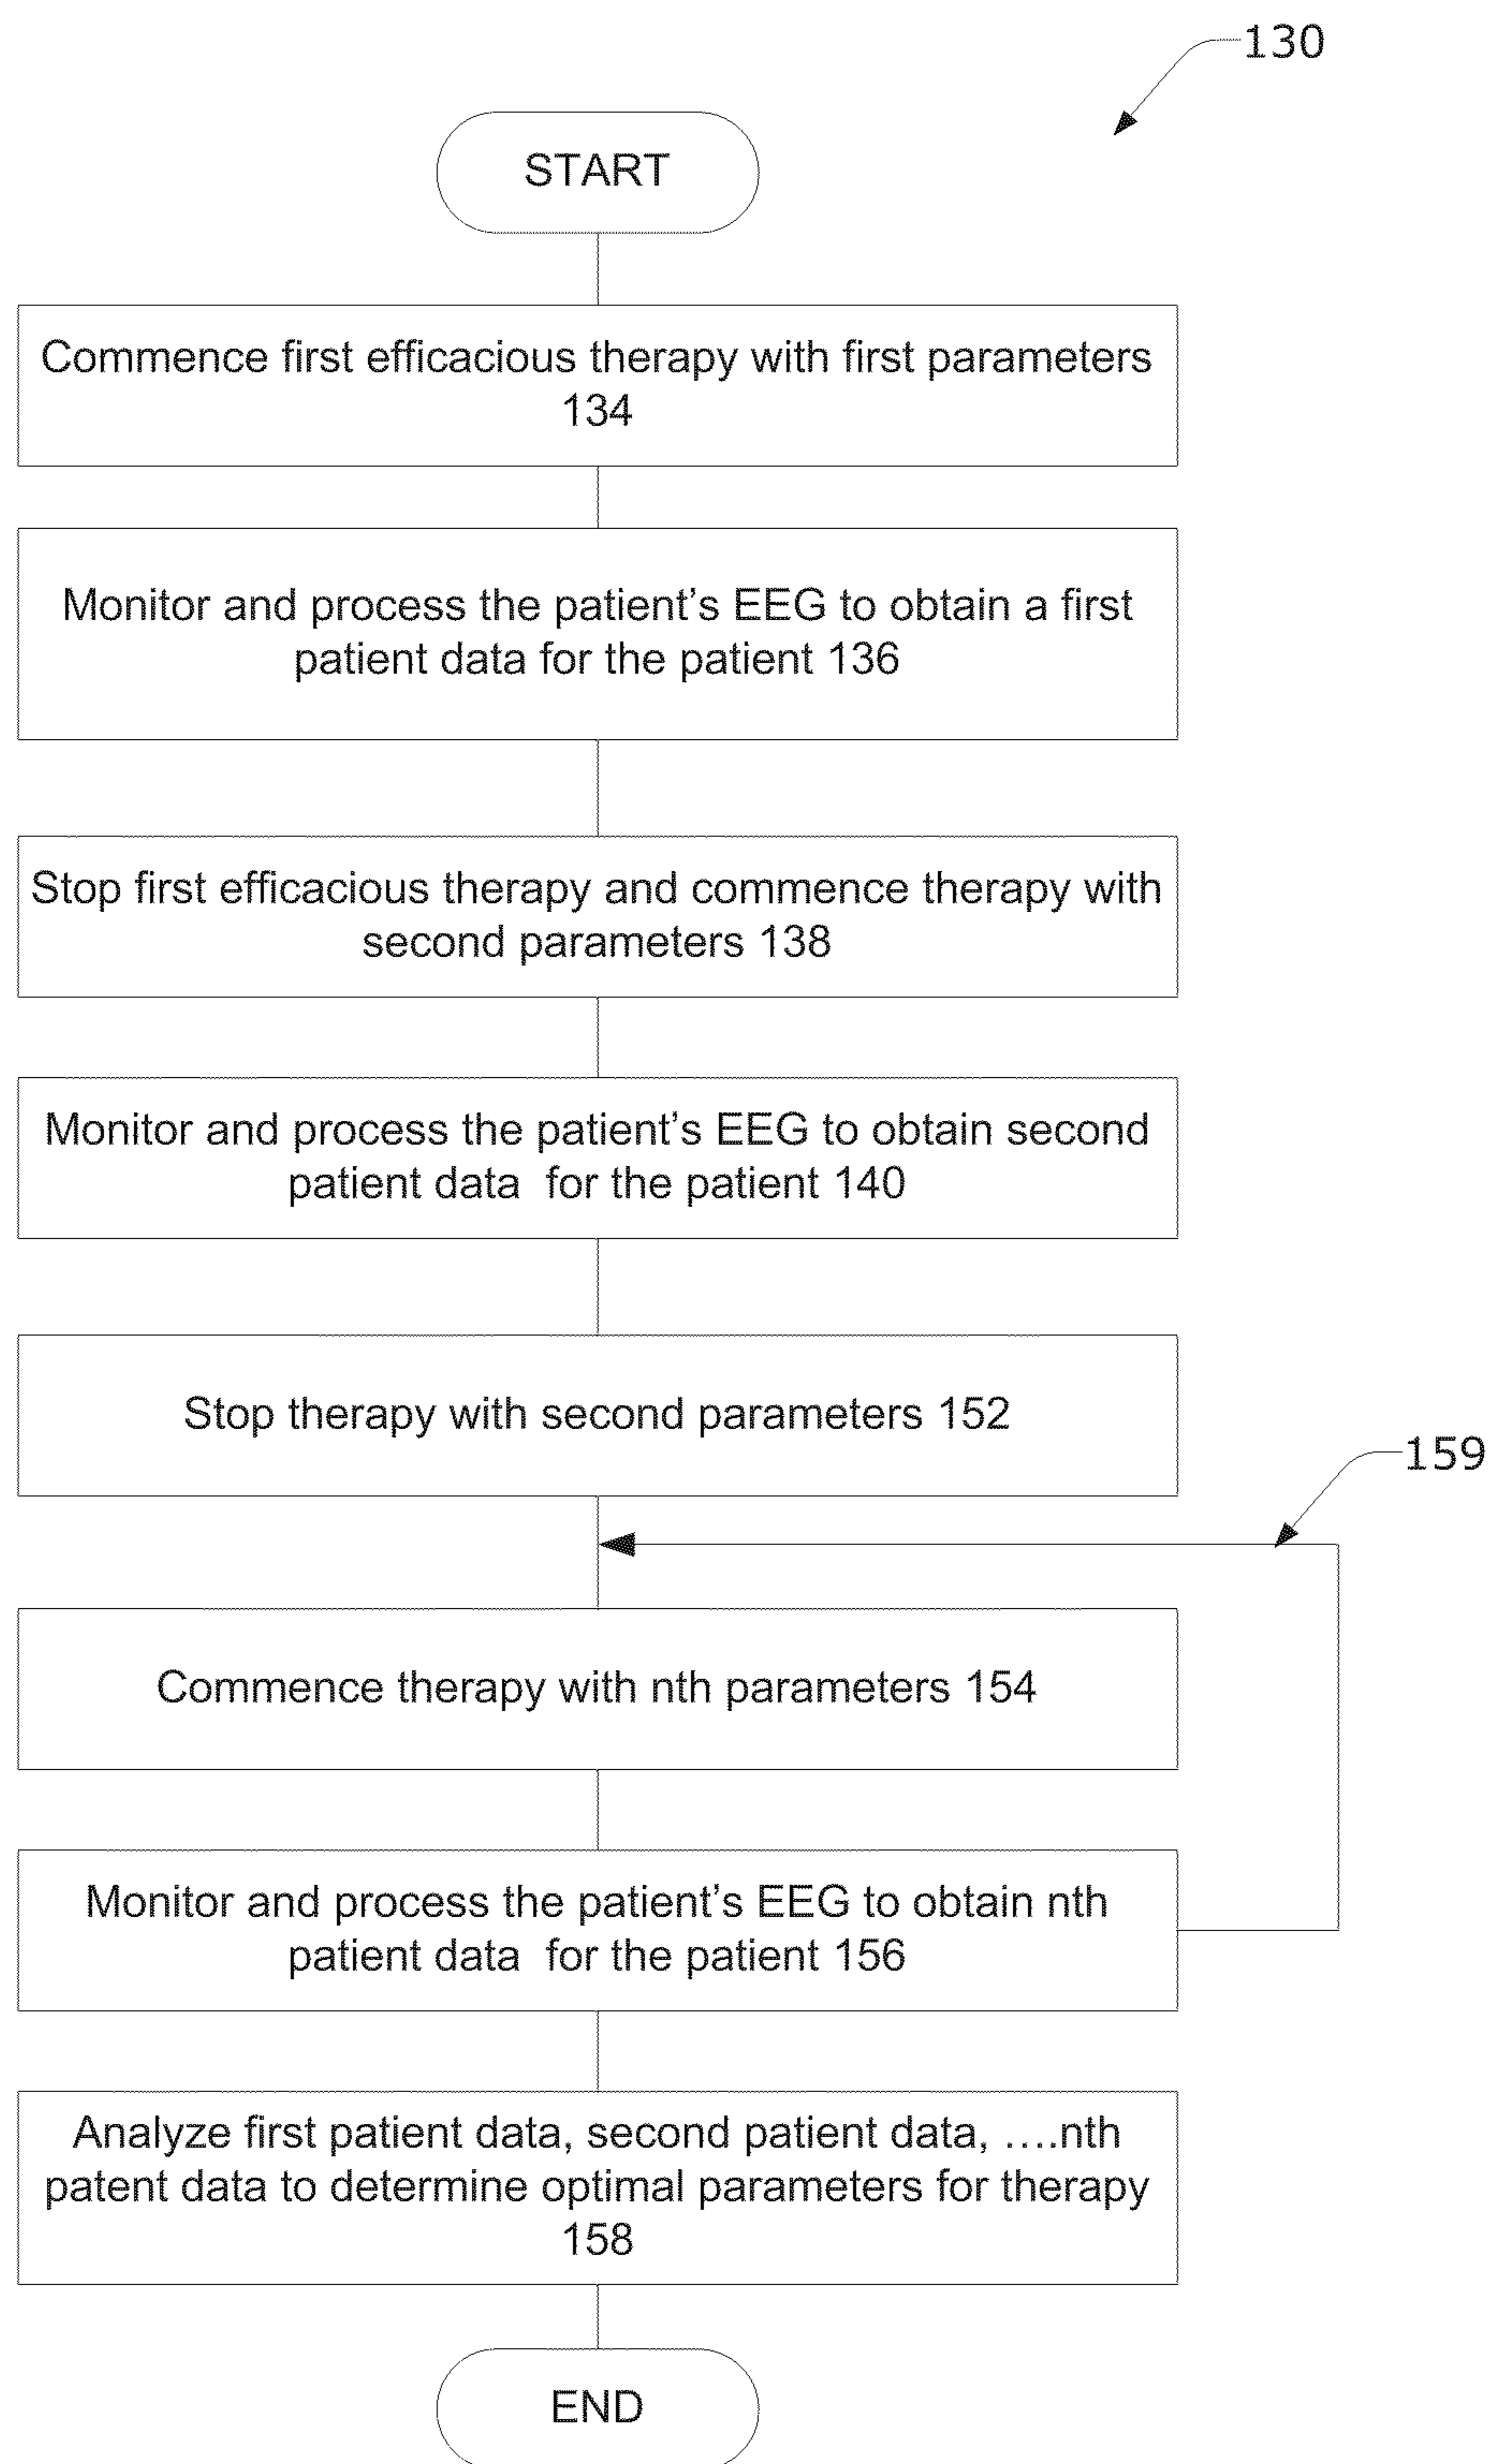 130
START
Commence first efficacious therapy with first parameters
134
Monitor and process the patient’s EEG to obtain a first
patient data for the patient 136
Stop first efficacious therapy and commence therapy with
second parameters 138
Monitor and process the patient’s EEG to obtain second
patient data  for the patient 140
Stop therapy with second parameters 152
159
Commence therapy with nth parameters 154
Monitor and process the patient’s EEG to obtain nth
patient data  for the patient 156
Analyze first patient data, second patient data, ….nth
patent data to determine optimal parameters for therapy
158
END